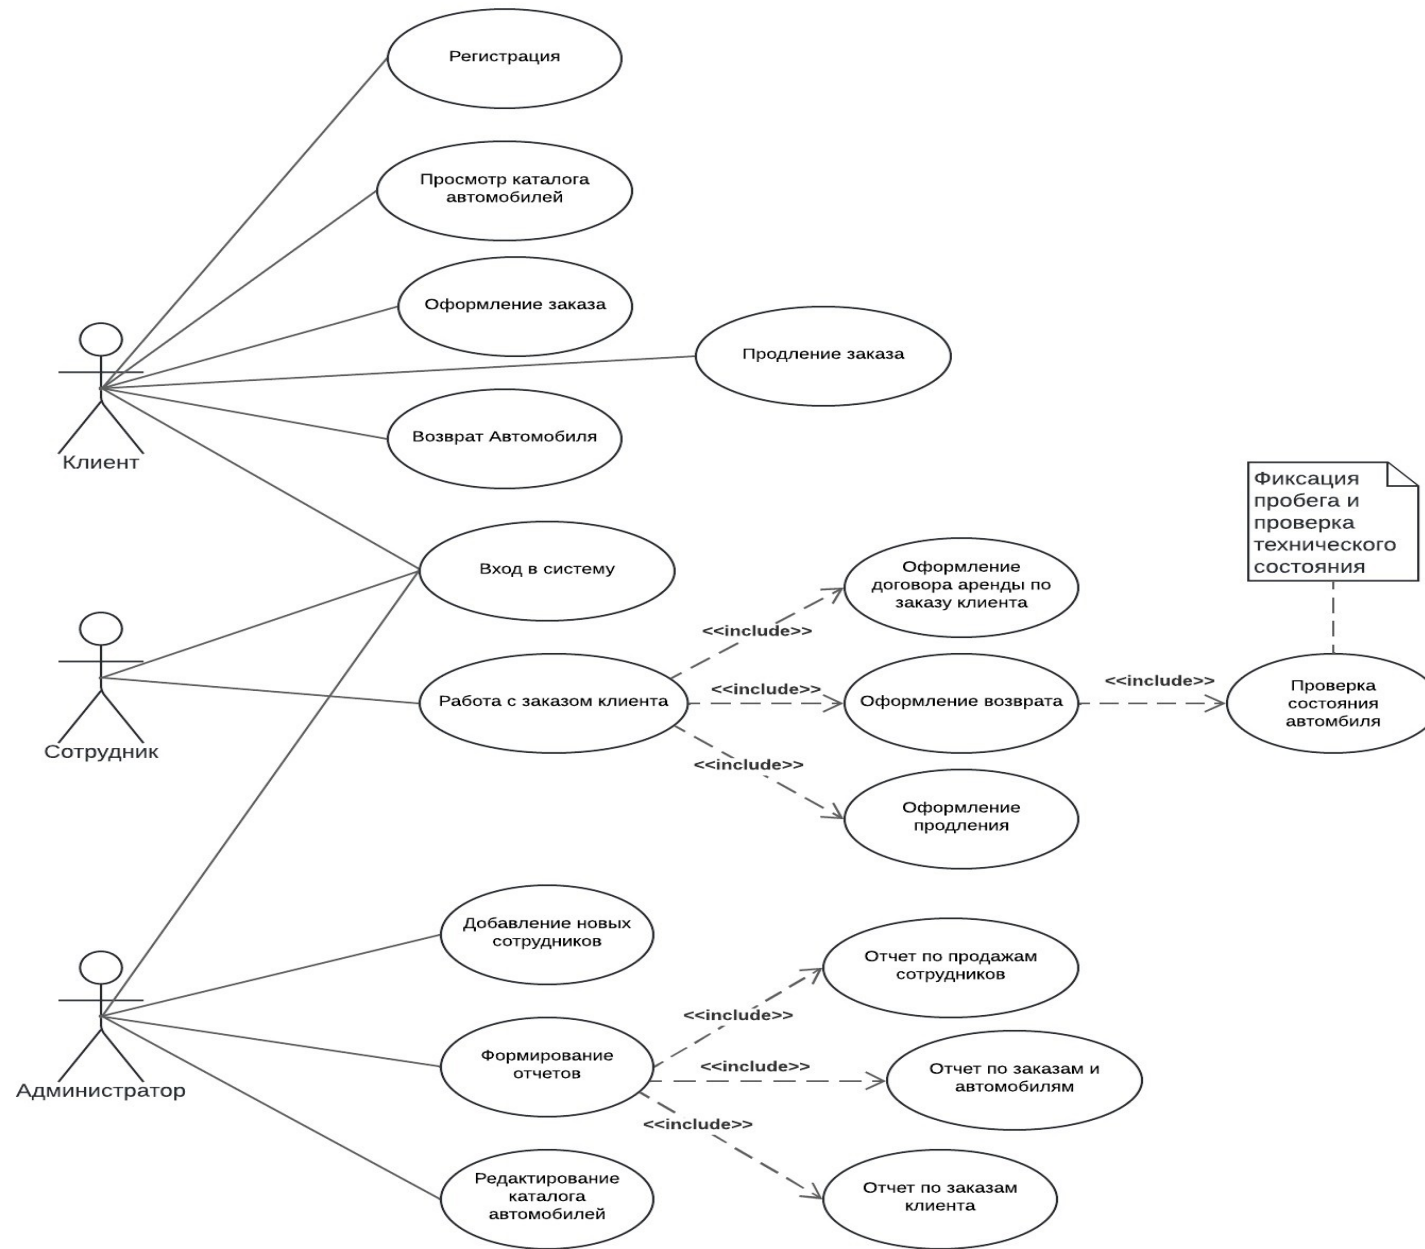 Регистрация
Просмотр каталога
автомобилей
Оформление заказа
Продление заказа
Возврат Автомобиля
Клиент
Фиксация
пробега и
проверка
технического
состояния
Вход в систему
Оформление
договора аренды по
заказу клиента
<<include>>
Сотрудник
Работа с заказом клиента
<<include>>
Оформление возврата
<<include>>
Проверка
состояния
автомбиля
<<include>>
Оформление
продления
Добавление новых
сотрудников
Отчет по продажам
сотрудников
<<include>>
Администратор
Формирование
отчетов
<<include>>
Отчет по заказам и
автомобилям
<<include>>
Редактирование
каталога
автомобилей
Отчет по заказам
клиента